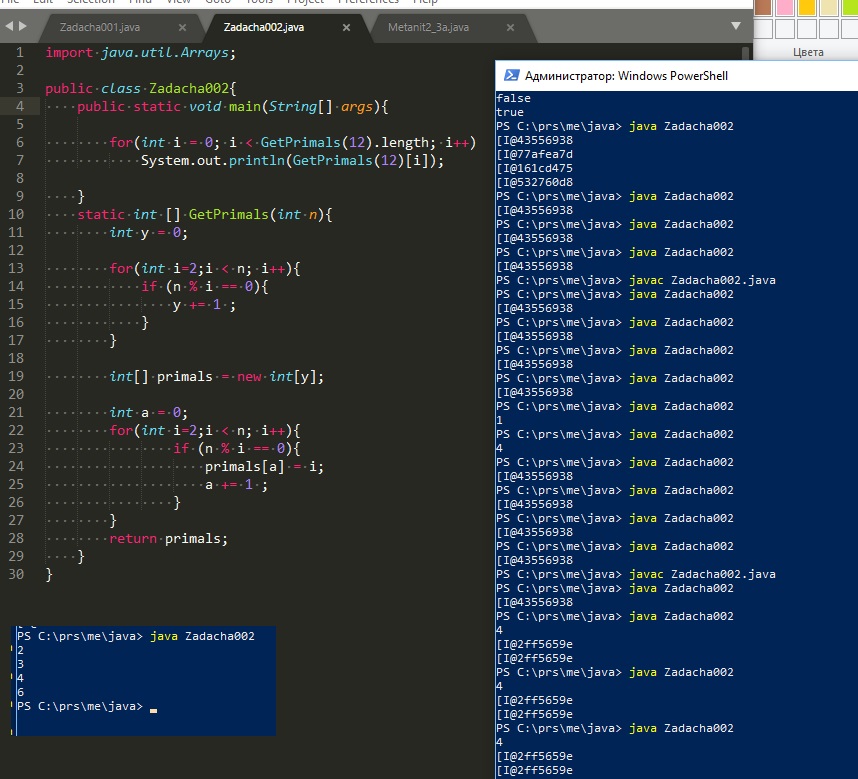 File Edit Selection Find View Goto Tools Project Preferences Help
Zadacha001.java × Zadacha002.java × Metanit2_3a.java ×
Цвета
1 import java.util.Arrays;
2
3 public class Zadacha002{
4 public static void main(String[] args){
5
6 for(int i = 0; i < GetPrimals(12).length; i++)
7 System.out.println(GetPrimals(12)[i]);
8
9 }
10 static int [] GetPrimals(int n){
11 int y = 0;
12
13 for(int i=2;i < n; i++){
14 if (n % i == 0){
15 y += 1 ;
16 }
17 }
18
19 int[] primals = new int[y];
20
21 int a = 0;
22 for(int i=2;i < n; i++){
23 if (n % i == 0){
24 primals[a] = i;
25 a += 1 ;
26 }
27 }
28 return primals;
29 }
30 }
PS C:\prs\me\java> java Zadacha002
2
3
4
6
PS C:\prs\me\java>
Администратор: Windows PowerShell
false
true
PS C:\prs\me\java> java Zadacha002
[I@43556938
[I@77afea7d
[I@161cd475
[I@532760d8
PS C:\prs\me\java> java Zadacha002
[I@43556938
PS C:\prs\me\java> java Zadacha002
[I@43556938
PS C:\prs\me\java> java Zadacha002
[I@43556938
PS C:\prs\me\java> javac Zadacha002.java
PS C:\prs\me\java> java Zadacha002
[I@43556938
PS C:\prs\me\java> java Zadacha002
[I@43556938
PS C:\prs\me\java> java Zadacha002
[I@43556938
PS C:\prs\me\java> java Zadacha002
[I@43556938
PS C:\prs\me\java> java Zadacha002
1
PS C:\prs\me\java> java Zadacha002
4
PS C:\prs\me\java> java Zadacha002
[I@43556938
PS C:\prs\me\java> java Zadacha002
[I@43556938
PS C:\prs\me\java> java Zadacha002
[I@43556938
PS C:\prs\me\java> java Zadacha002
[I@43556938
PS C:\prs\me\java> javac Zadacha002.java
PS C:\prs\me\java> java Zadacha002
[I@43556938
PS C:\prs\me\java> java Zadacha002
4
[I@2ff5659e
[I@2ff5659e
PS C:\prs\me\java> java Zadacha002
4
[I@2ff5659e
[I@2ff5659e
PS C:\prs\me\java> java Zadacha002
4
[I@2ff5659e
[I@2ff5659e